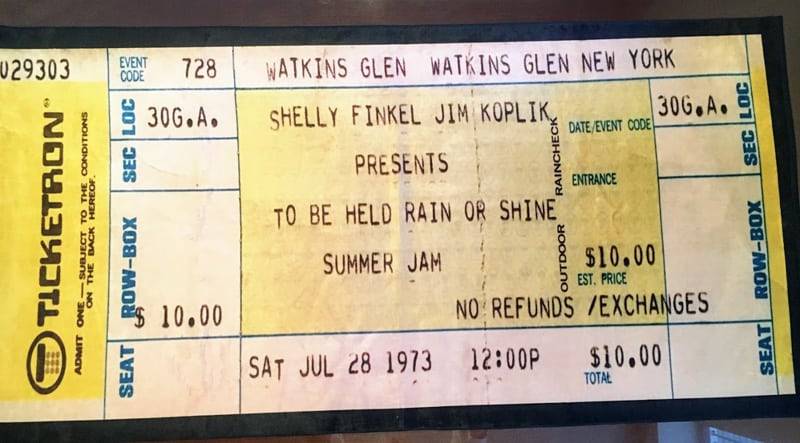 029303
TICKETRON®
ADMIT ONE — SUBJECT TO THE CONDITIONS
ON THE BACK HEREOF.
EVENT CODE 728
WATKINS GLEN WATKINS GLEN NEW YORK
SEC LOC 30G.A.
SHELLY FINKEL JIM KOPLIK
DATE/EVENT CODE
30G.A. SEC LOC
PRESENTS
ENTRANCE
TO BE HELD RAIN OR SHINE
OUTDOOR RAINCHECK
ROW-BOX
SUMMER JAM
$10.00
EST. PRICE
ROW-BOX
$ 10.00
NO REFUNDS /EXCHANGES
SEAT
SAT JUL 28 1973 12:00P $10.00
TOTAL
SEAT